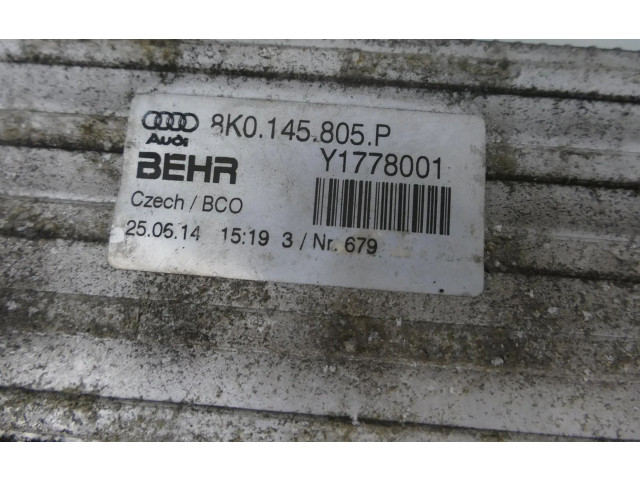 8K0.145.805.P
Audi
BEHR Y1778001
Czech / BCO
25.06.14 15:19 3 / Nr. 679